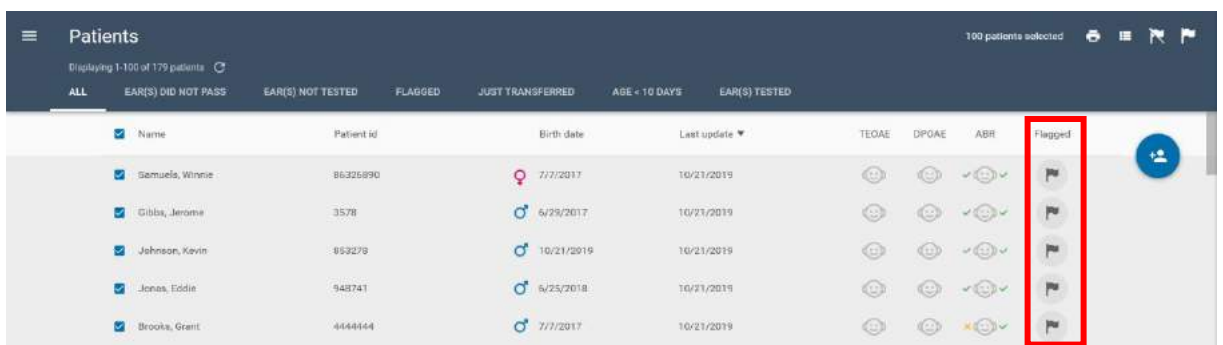 Patients
100 patients selected
Displaying 1-100 of 179 patients
ALL EAR(S) DID NOT PASS EAR(S) NOT TESTED FLAGGED JUST TRANSFERRED AGE < 10 DAYS EAR(S) TESTED
Name Patient id Birth date Last update ▼ TEOAE DPOAE ABR Flagged
Samuels, Winnie 86325890 7/7/2017 10/21/2019
Gibbs, Jerome 3578 6/29/2017 10/21/2019
Johnson, Kevin 853278 10/21/2019 10/21/2019
Jones, Eddie 948741 6/25/2018 10/21/2019
Brooks, Grant 4444444 7/7/2017 10/21/2019